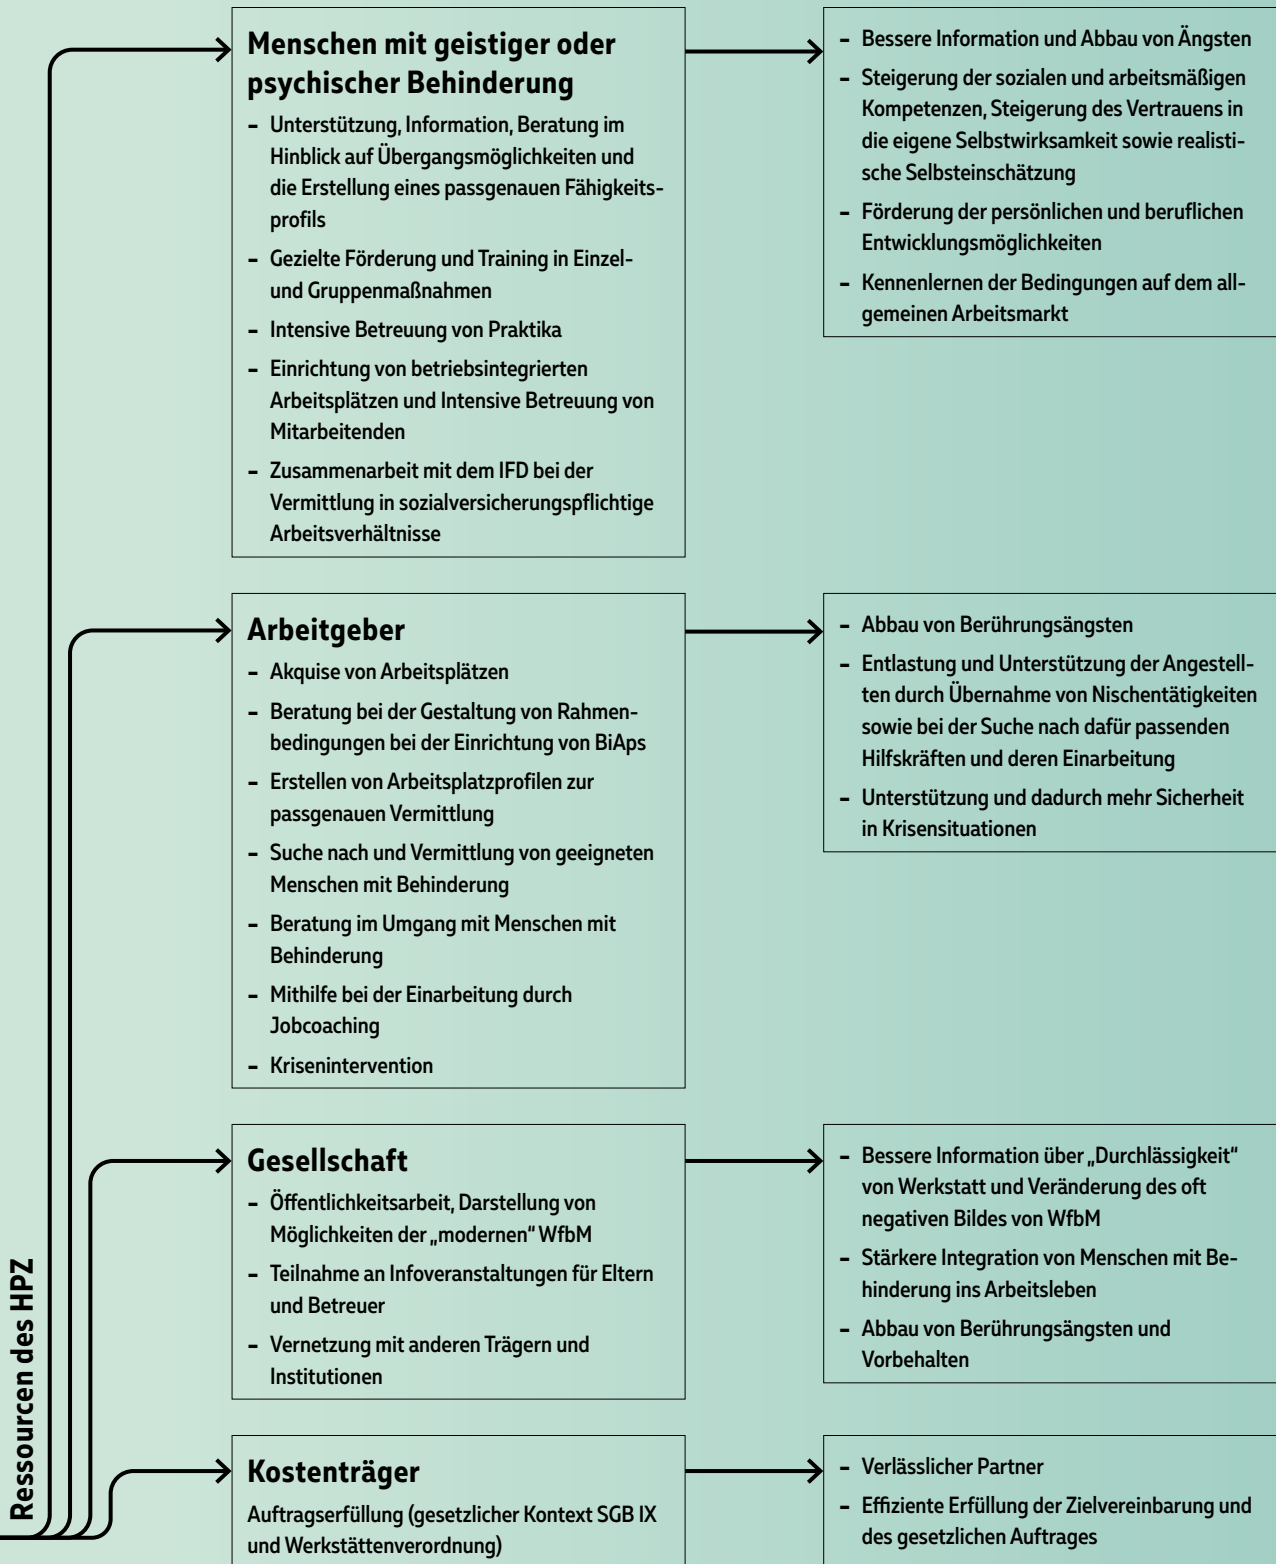 Menschen mit geistiger oder
psychischer Behinderung
- Unterstützung, Information, Beratung im
Hinblick auf Übergangsmöglichkeiten und
die Erstellung eines passgenauen Fähigkeits-
profils
- Gezielte Förderung und Training in Einzel-
und Gruppenmaßnahmen
- Intensive Betreuung von Praktika
- Einrichtung von betriebsintegrierten
Arbeitsplätzen und Intensive Betreuung von
Mitarbeitenden
- Zusammenarbeit mit dem IFD bei der
Vermittlung in sozialversicherungspflichtige
Arbeitsverhältnisse
- Bessere Information und Abbau von Ängsten
- Steigerung der sozialen und arbeitsmäßigen
Kompetenzen, Steigerung des Vertrauens in
die eigene Selbstwirksamkeit sowie realisti-
sche Selbsteinschätzung
- Förderung der persönlichen und beruflichen
Entwicklungsmöglichkeiten
- Kennenlernen der Bedingungen auf dem all-
gemeinen Arbeitsmarkt
Arbeitgeber
- Akquise von Arbeitsplätzen
- Beratung bei der Gestaltung von Rahmen-
bedingungen bei der Einrichtung von BiAps
- Erstellen von Arbeitsplatzprofilen zur
passgenauen Vermittlung
- Suche nach und Vermittlung von geeigneten
Menschen mit Behinderung
- Beratung im Umgang mit Menschen mit
Behinderung
- Mithilfe bei der Einarbeitung durch
Jobcoaching
- Krisenintervention
- Abbau von Berührungsängsten
- Entlastung und Unterstützung der Angestell-
ten durch Übernahme von Nischentätigkeiten
sowie bei der Suche nach dafür passenden
Hilfskräften und deren Einarbeitung
- Unterstützung und dadurch mehr Sicherheit
in Krisensituationen
Gesellschaft
- Öffentlichkeitsarbeit, Darstellung von
Möglichkeiten der „modernen“ WfbM
- Teilnahme an Infoveranstaltungen für Eltern
und Betreuer
- Vernetzung mit anderen Trägern und
Institutionen
- Bessere Information über „Durchlässigkeit“
von Werkstatt und Veränderung des oft
negativen Bildes von WfbM
- Stärkere Integration von Menschen mit Be-
hinderung ins Arbeitsleben
- Abbau von Berührungsängsten und
Vorbehalten
Kostenträger
Auftragserfüllung (gesetzlicher Kontext SGB IX
und Werkstättenverordnung)
- Verlässlicher Partner
- Effiziente Erfüllung der Zielvereinbarung und
des gesetzlichen Auftrages
Ressourcen des HPZ